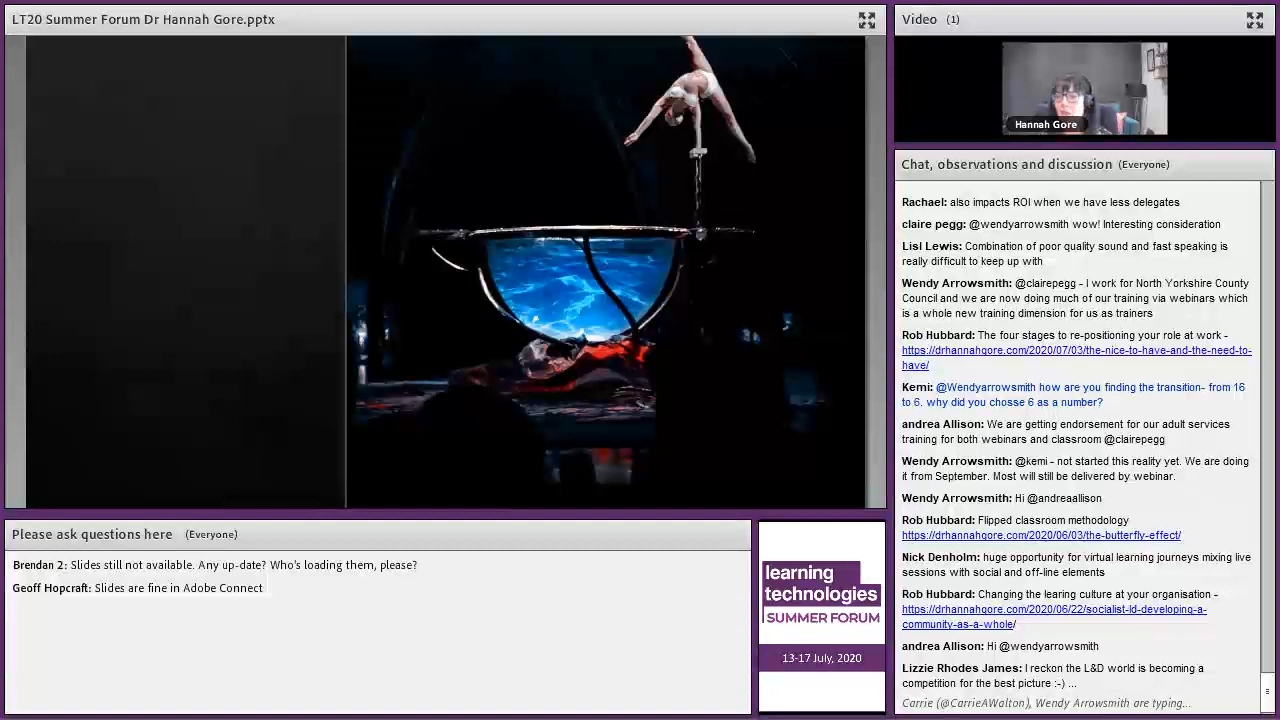 LT20 Summer Forum Dr Hannah Gore.pptx
Video (1)
Hannah Gore
Chat, observations and discussion (Everyone)
Rachael: also impacts ROI when we have less delegates
claire pegg: @wendyarrowsmith wow! Interesting consideration
Lisl Lewis: Combination of poor quality sound and fast speaking is
really difficult to keep up with
Wendy Arrowsmith: @clairepegg - I work for North Yorkshire County
Council and we are now doing much of our training via webinars which
is a whole new training dimension for us as trainers
Rob Hubbard: The four stages to re-positioning your role at work -
https://drhannahgore.com/2020/07/03/the-nice-to-have-and-the-need-to-
have/
Kemi: @Wendyarrowsmith how are you finding the transition- from 16
to 6. why did you chosse 6 as a number?
andrea Allison: We are getting endorsement for our adult services
training for both webinars and classroom @clairepegg
Wendy Arrowsmith: @kemi - not started this reality yet. We are doing
it from September. Most will still be delivered by webinar.
Wendy Arrowsmith: Hi @andreaallison
Rob Hubbard: Flipped classroom methodology
https://drhannahgore.com/2020/06/03/the-butterfly-effect/
Nick Denholm: huge opportunity for virtual learning journeys mixing live
sessions with social and off-line elements
Rob Hubbard: Changing the learing culture at your organisation -
https://drhannahgore.com/2020/06/22/socialist-ld-developing-a-
community-as-a-whole/
andrea Allison: Hi @wendyarrowsmith
Lizzie Rhodes James: I reckon the L&D world is becoming a
competition for the best picture :-) ...
Carrie (@CarrieAWalton), Wendy Arrowsmith are typing...
Please ask questions here (Everyone)
Brendan 2: Slides still not available. Any up-date? Who's loading them, please?
Geoff Hopcraft: Slides are fine in Adobe Connect
learning
technologies
SUMMER FORUM
13-17 July, 2020